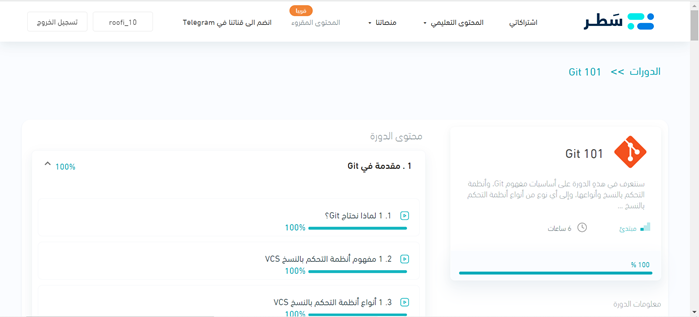 سَطر
اشتراكاتي
المحتوى التعليمي
منصاتنا
قريبا
المحتوى المقروء
انضم الى قناتنا في Telegram
roofi_10
تسجيل الخروج
الدورات >> Git 101
Git 101
ستتعرف في هذه الدورة على أساسيات مفهوم Git، وأنظمة
التحكم بالنسخ وأنواعها، وإلى أي نوع من أنواع أنظمة التحكم
بالنسخ ...
مبتدئ
6 ساعات
100 %
معلومات الدورة
محتوى الدورة
1 . مقدمة في Git
100%
1. 1 لماذا نحتاج Git؟
100%
2. 1 مفهوم أنظمة التحكم بالنسخ VCS
100%
3. 1 أنواع أنظمة التحكم بالنسخ VCS
100%